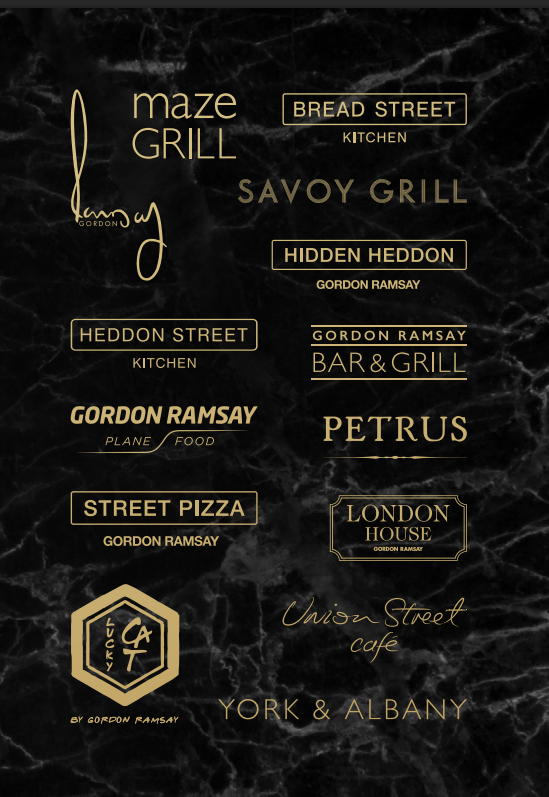 Ramsay
GORDON
maze
GRILL
BREAD STREET
KITCHEN
SAVOY GRILL
HIDDEN HEDDON
GORDON RAMSAY
HEDDON STREET
KITCHEN
GORDON RAMSAY
BAR & GRILL
GORDON RAMSAY
PLANE FOOD
PETRUS
STREET PIZZA
GORDON RAMSAY
LONDON
HOUSE
GORDON RAMSAY
LUCKY
CAT
BY GORDON RAMSAY
Union Street
café
YORK & ALBANY